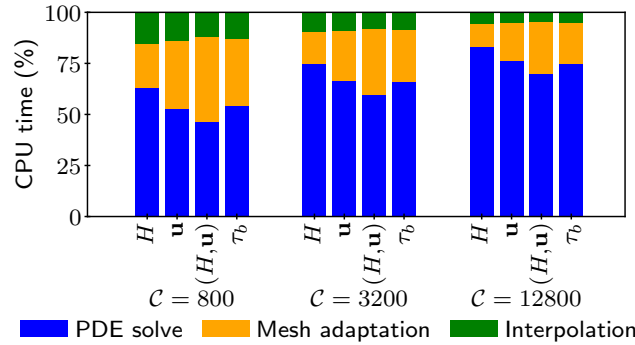 CPU time (%)
100
75
50
25
0
H u (H, u) τb H u (H, u) τb H u (H, u) τb
C = 800 C = 3200 C = 12800
PDE solve Mesh adaptation Interpolation